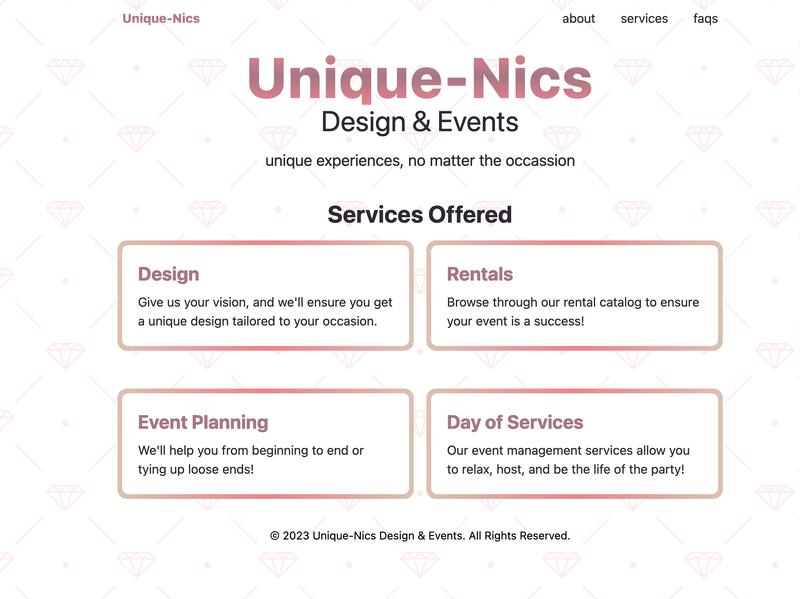 Unique-Nics
about services faqs
Unique-Nics
Design & Events
unique experiences, no matter the occassion
Services Offered
Design
Give us your vision, and we'll ensure you get
a unique design tailored to your occasion.
Rentals
Browse through our rental catalog to ensure
your event is a success!
Event Planning
We'll help you from beginning to end or
tying up loose ends!
Day of Services
Our event management services allow you
to relax, host, and be the life of the party!
© 2023 Unique-Nics Design & Events. All Rights Reserved.